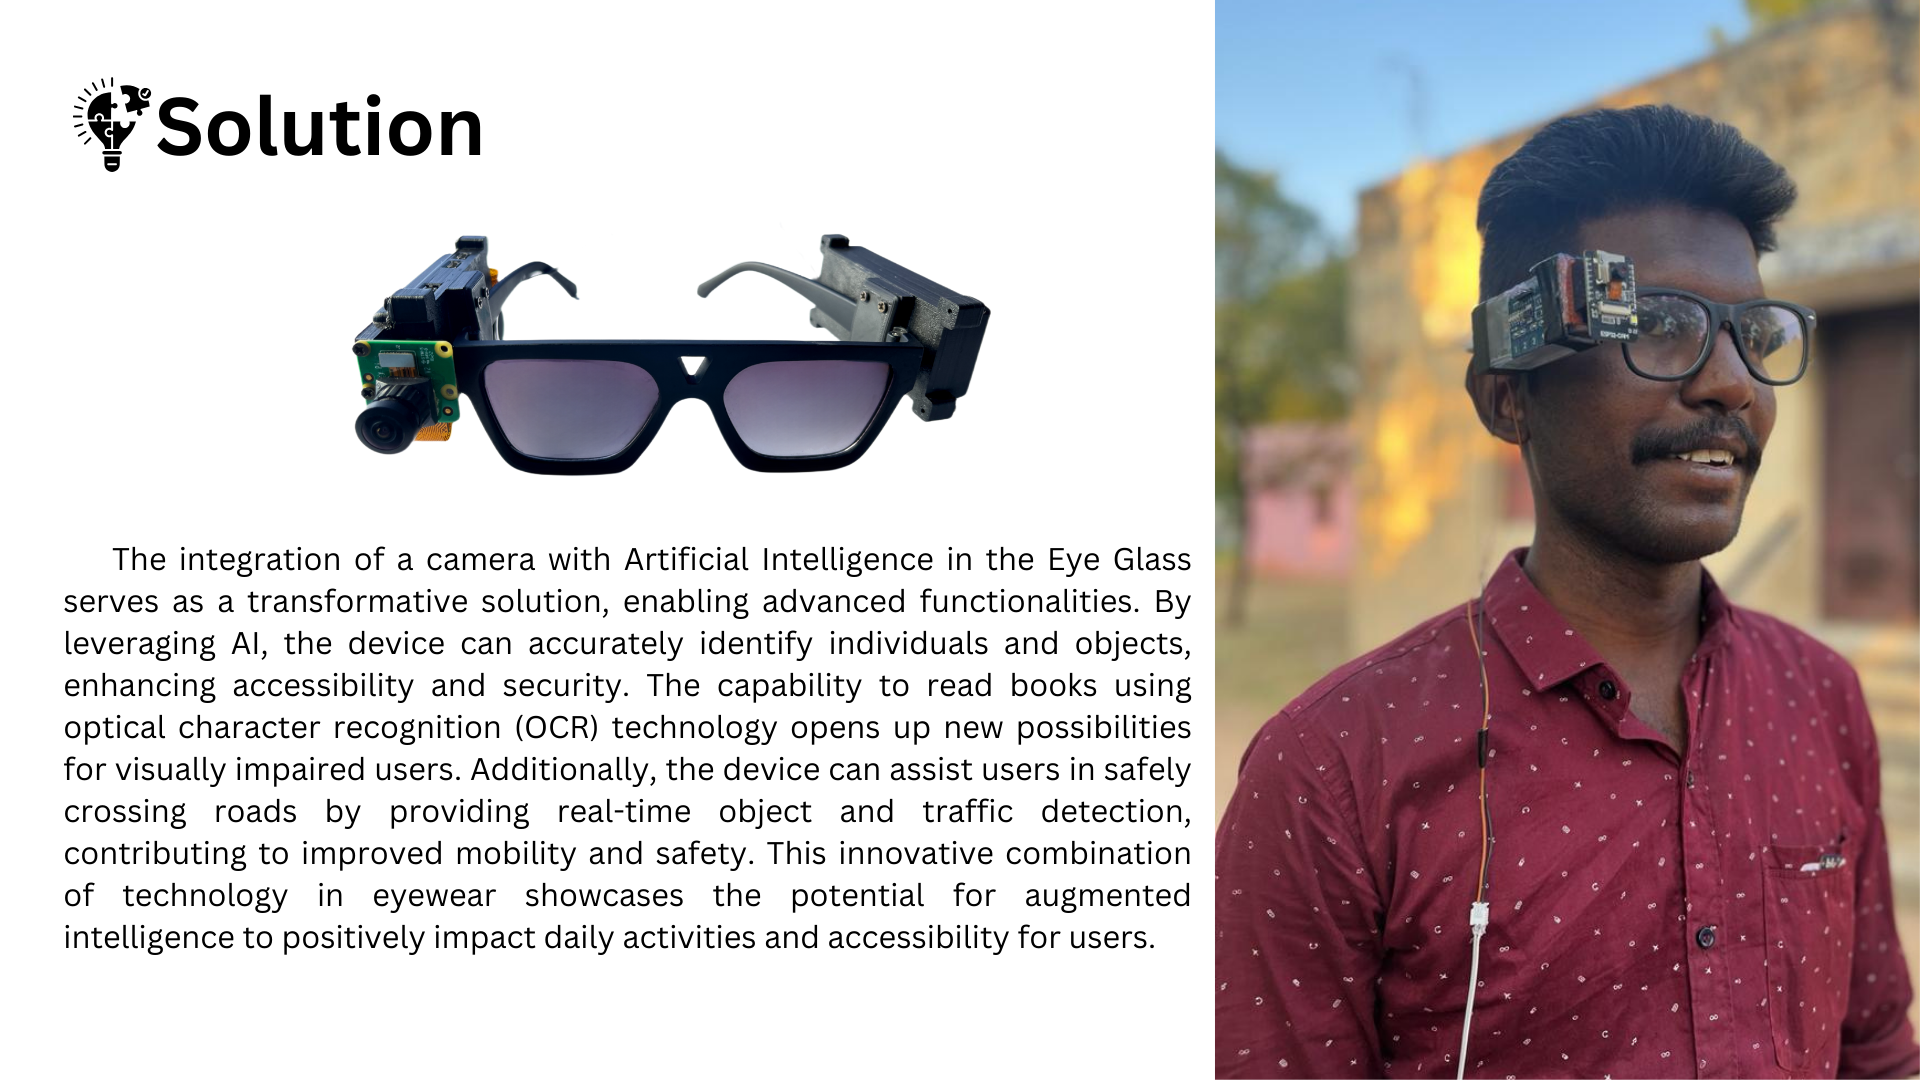 Solution
The integration of a camera with Artificial Intelligence in the Eye Glass
serves as a transformative solution, enabling advanced functionalities. By
leveraging AI, the device can accurately identify individuals and objects,
enhancing accessibility and security. The capability to read books using
optical character recognition (OCR) technology opens up new possibilities
for visually impaired users. Additionally, the device can assist users in safely
crossing roads by providing real-time object and traffic detection,
contributing to improved mobility and safety. This innovative combination
of technology in eyewear showcases the potential for augmented
intelligence to positively impact daily activities and accessibility for users.
ESP32-CAM